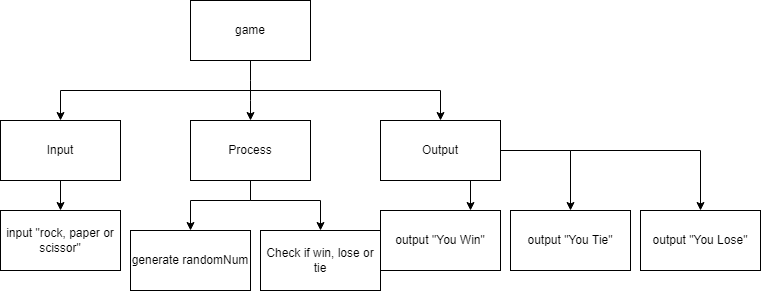 game
Input
Process
Output
input "rock, paper or
scissor"
generate randomNum
Check if win, lose or
tie
output "You Win"
output "You Tie"
output "You Lose"